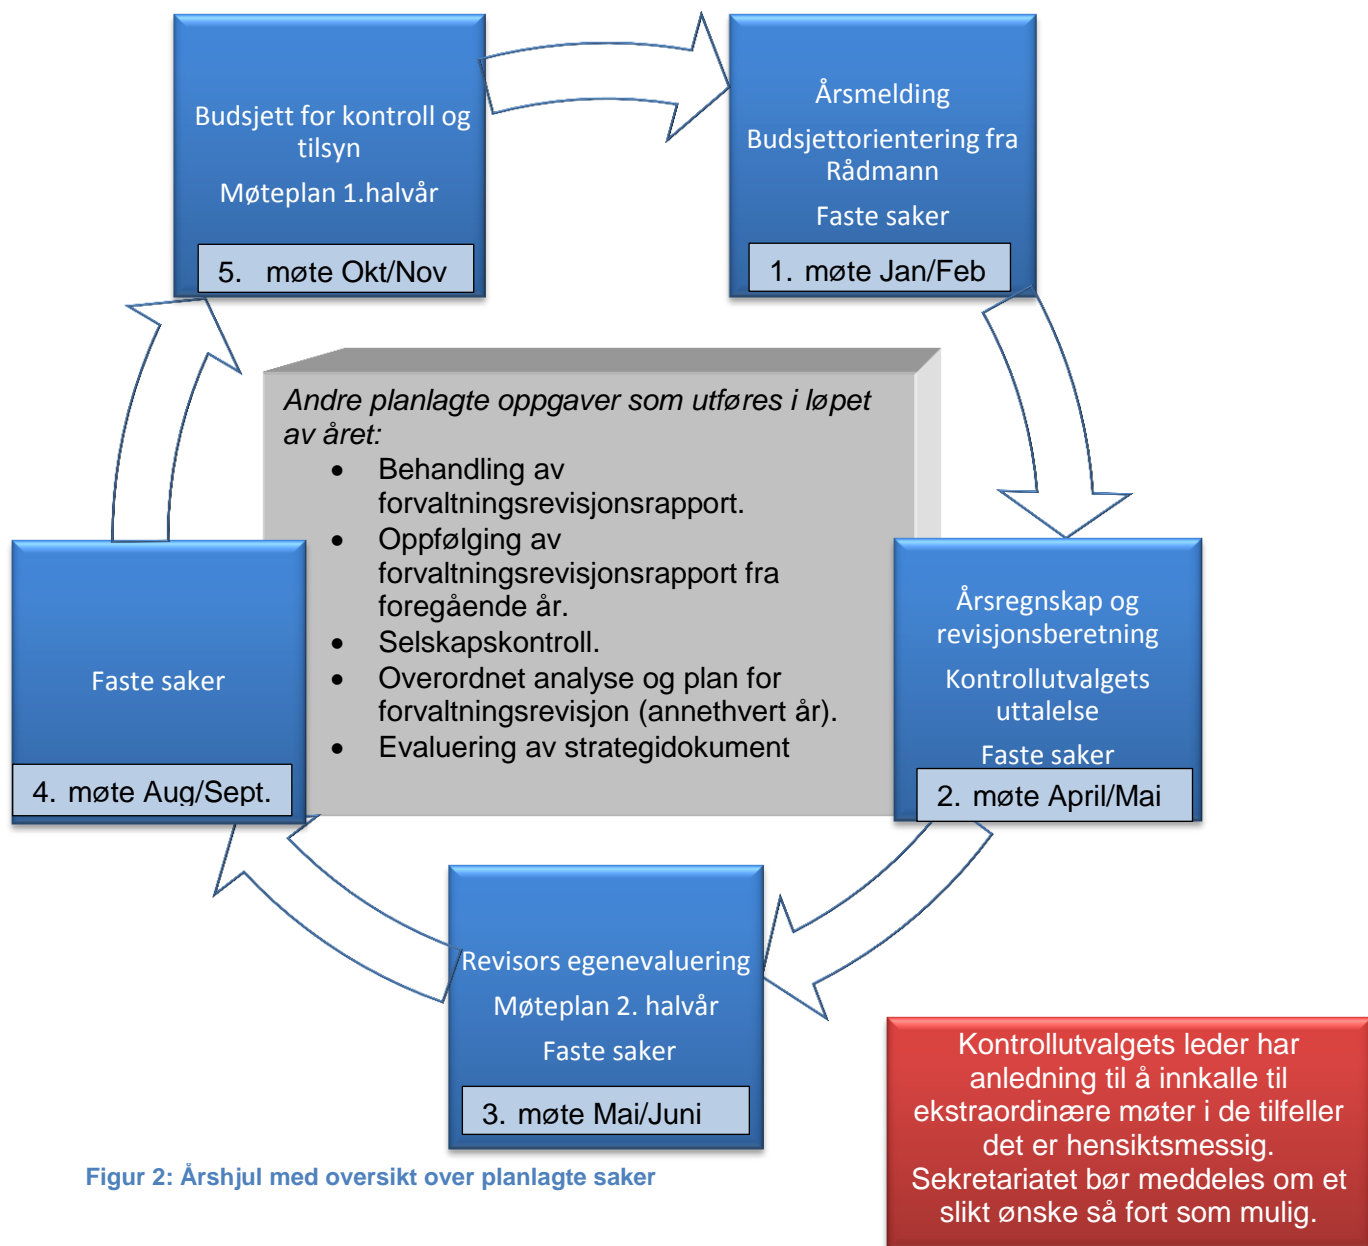 Budsjett for kontroll og
tilsyn
Møteplan 1.halvår
5. møte Okt/Nov
Årsmelding
Budsjettorientering fra
Rådmann
Faste saker
1. møte Jan/Feb
Andre planlagte oppgaver som utføres i løpet
av året:
• Behandling av
forvaltningsrevisjonsrapport.
• Oppfølging av
forvaltningsrevisjonsrapport fra
foregående år.
• Selskapskontroll.
• Overordnet analyse og plan for
forvaltningsrevisjon (annethvert år).
• Evaluering av strategidokument
Årsregnskap og
revisjonsberetning
Kontrollutvalgets
uttalelse
Faste saker
2. møte April/Mai
Faste saker
4. møte Aug/Sept.
Revisors egenevaluering
Møteplan 2. halvår
Faste saker
3. møte Mai/Juni
Kontrollutvalgets leder har
anledning til å innkalle til
ekstraordinære møter i de tilfeller
det er hensiktsmessig.
Sekretariatet bør meddeles om et
slikt ønske så fort som mulig.
Figur 2: Årshjul med oversikt over planlagte saker